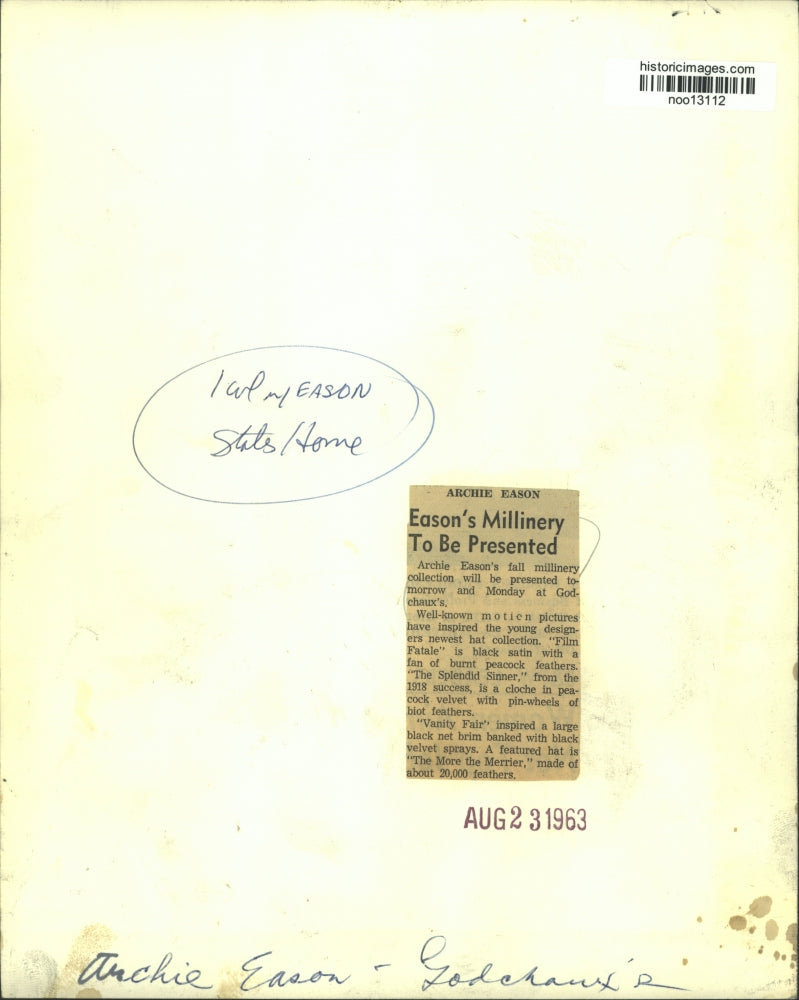 historicimages.com
noo13112
1 col w/ EASON
States/Home
ARCHIE EASON
Eason's Millinery
To Be Presented
Archie Eason's fall millinery
collection will be presented to-
morrow and Monday at God-
chaux's.
Well-known motion pictures
have inspired the young design-
ers newest hat collection. "Film
Fatale" is black satin with a
fan of burnt peacock feathers.
"The Splendid Sinner," from the
1918 success, is a cloche in pea-
cock velvet with pin-wheels of
biot feathers.
"Vanity Fair" inspired a large
black net brim banked with black
velvet sprays. A featured hat is
"The More the Merrier," made of
about 20,000 feathers.
AUG 23 1963
Archie Eason - Godchaux's